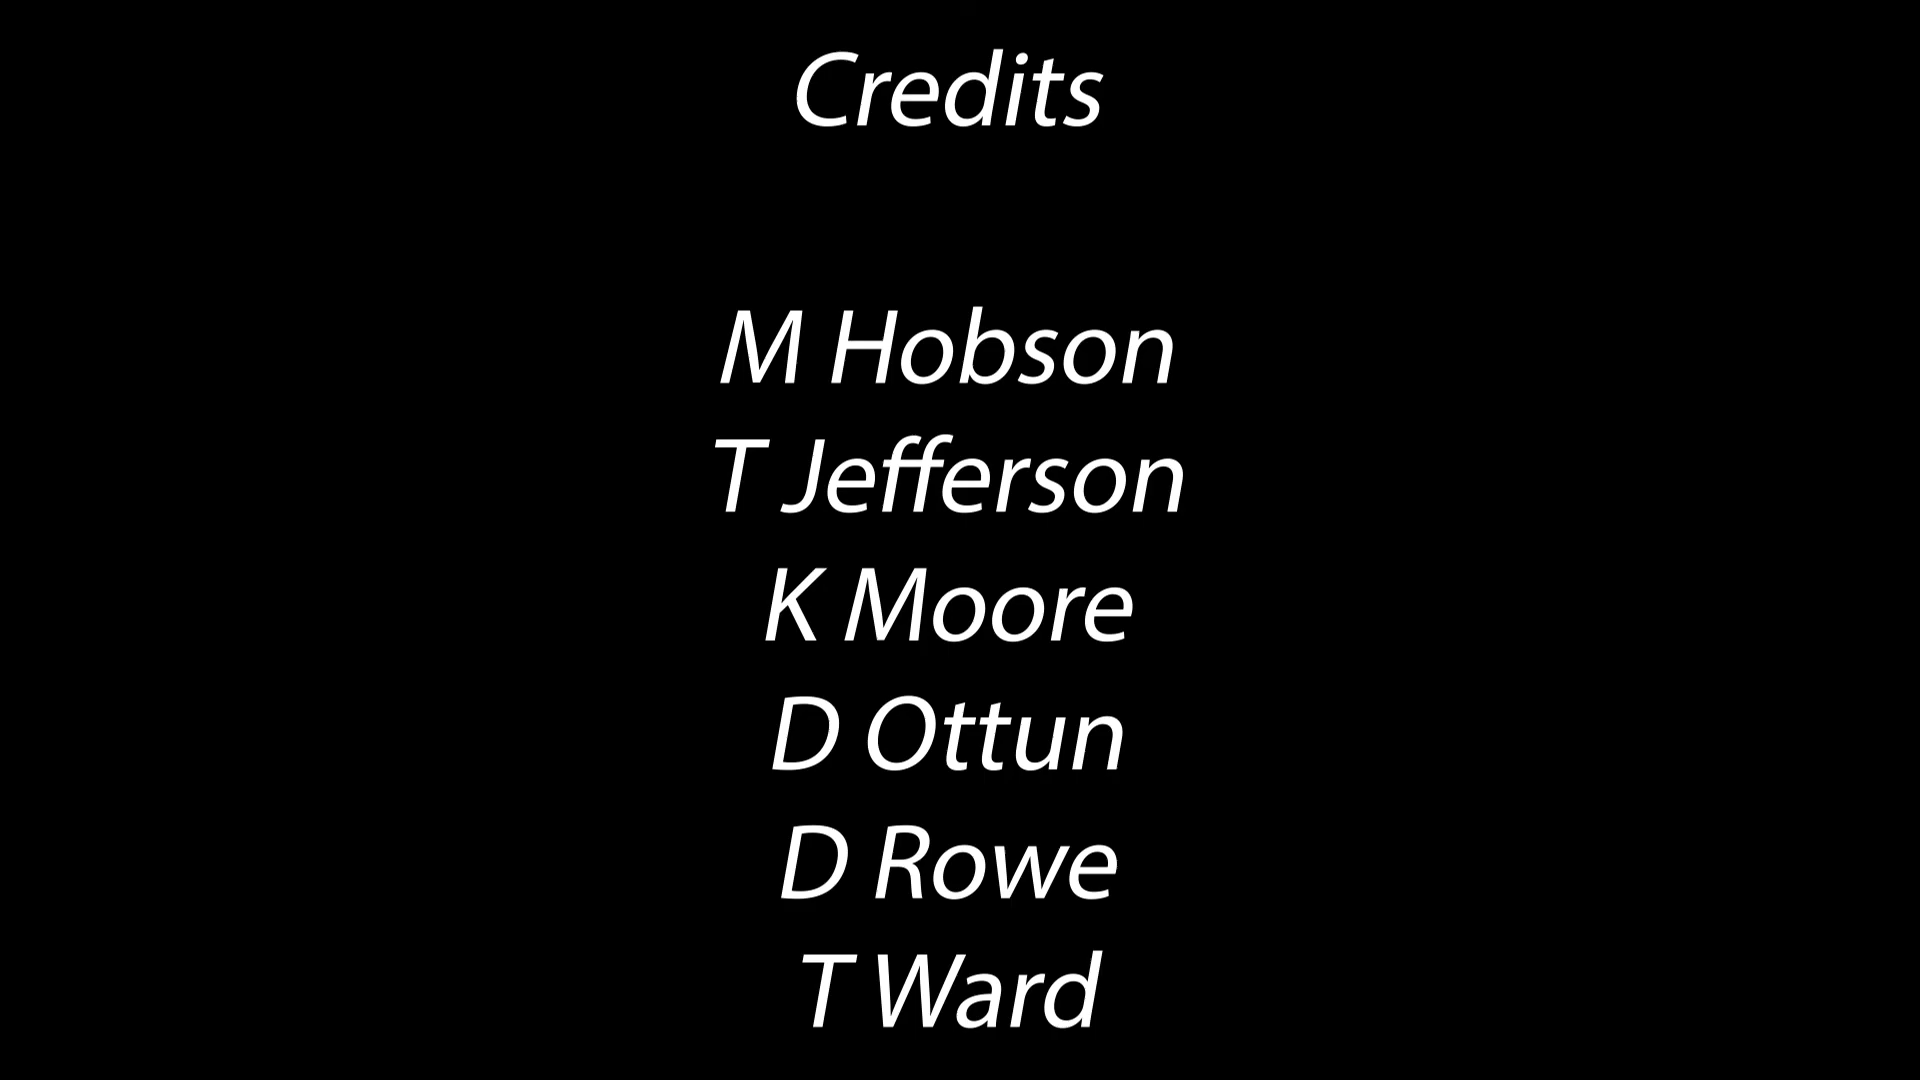 Credits
M Hobson
T Jefferson
K Moore
D Ottun
D Rowe
T Ward